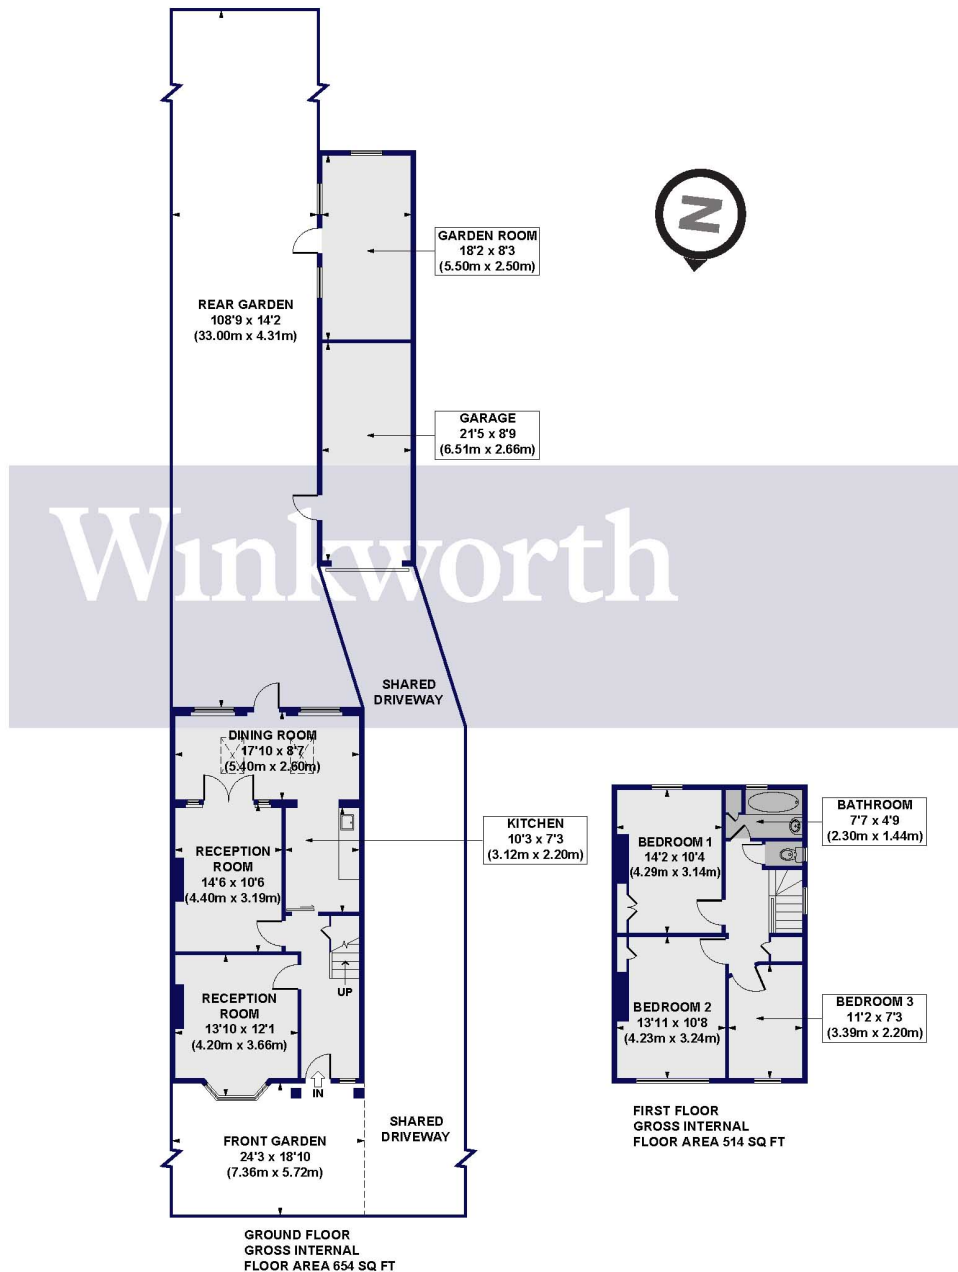 N
GARDEN ROOM
18'2 x 8'3
(5.50m x 2.50m)
REAR GARDEN
108'9 x 14'2
(33.00m x 4.31m)
GARAGE
21'5 x 8'9
(6.51m x 2.66m)
Winkworth
SHARED
DRIVEWAY
DINING ROOM
17'10 x 8'7
(5.40m x 2.60m)
KITCHEN
10'3 x 7'3
(3.12m x 2.20m)
RECEPTION
ROOM
14'6 x 10'6
(4.40m x 3.19m)
UP
RECEPTION
ROOM
13'10 x 12'1
(4.20m x 3.66m)
IN
SHARED
DRIVEWAY
FRONT GARDEN
24'3 x 18'10
(7.36m x 5.72m)
GROUND FLOOR
GROSS INTERNAL
FLOOR AREA 654 SQ FT
BATHROOM
7'7 x 4'9
(2.30m x 1.44m)
BEDROOM 1
14'2 x 10'4
(4.29m x 3.14m)
BEDROOM 2
13'11 x 10'8
(4.23m x 3.24m)
BEDROOM 3
11'2 x 7'3
(3.39m x 2.20m)
FIRST FLOOR
GROSS INTERNAL
FLOOR AREA 514 SQ FT